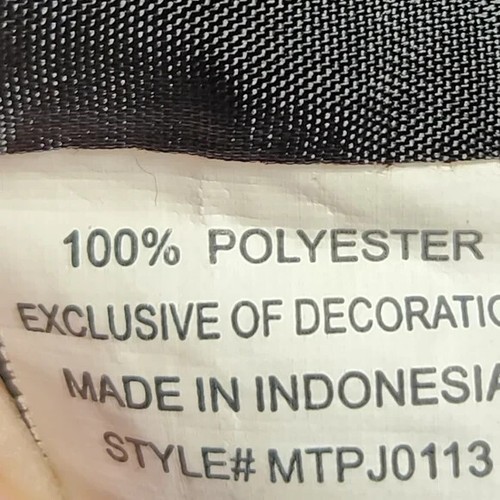 100% POLYESTER
EXCLUSIVE OF DECORATIO
MADE IN INDONESIA
STYLE# MTPJ0113